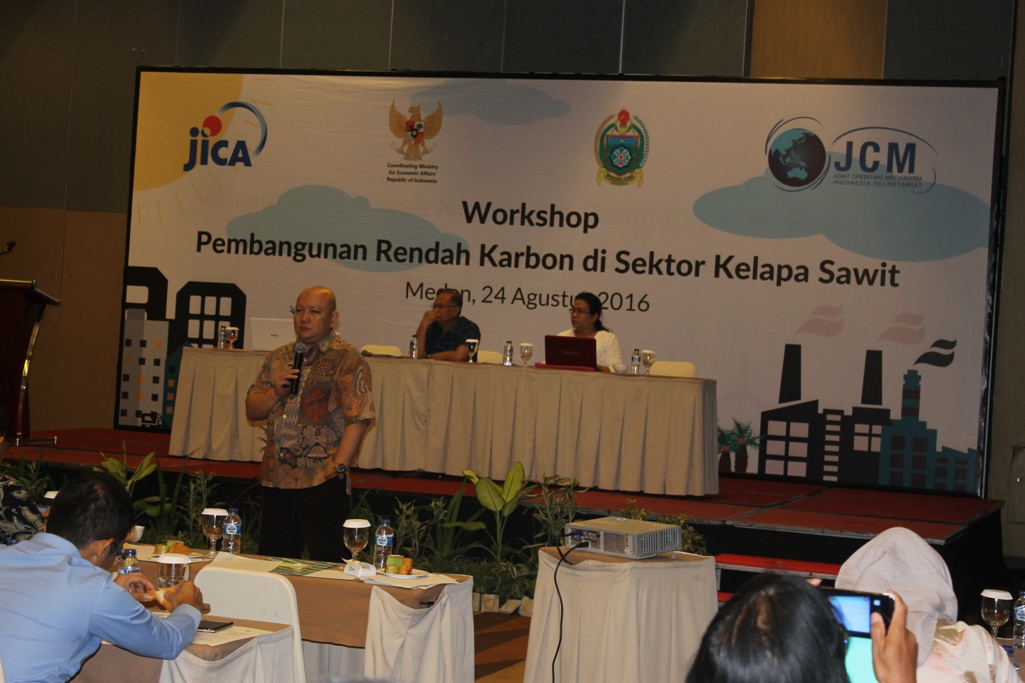 JICA
Coordinating Ministry
for Economic Affairs
Republic of Indonesia
JCM
JOINT CREDITING MECHANISM
INDONESIA SECRETARIAT
Workshop
Pembangunan Rendah Karbon di Sektor Kelapa Sawit
Medan, 24 Agustus 2016